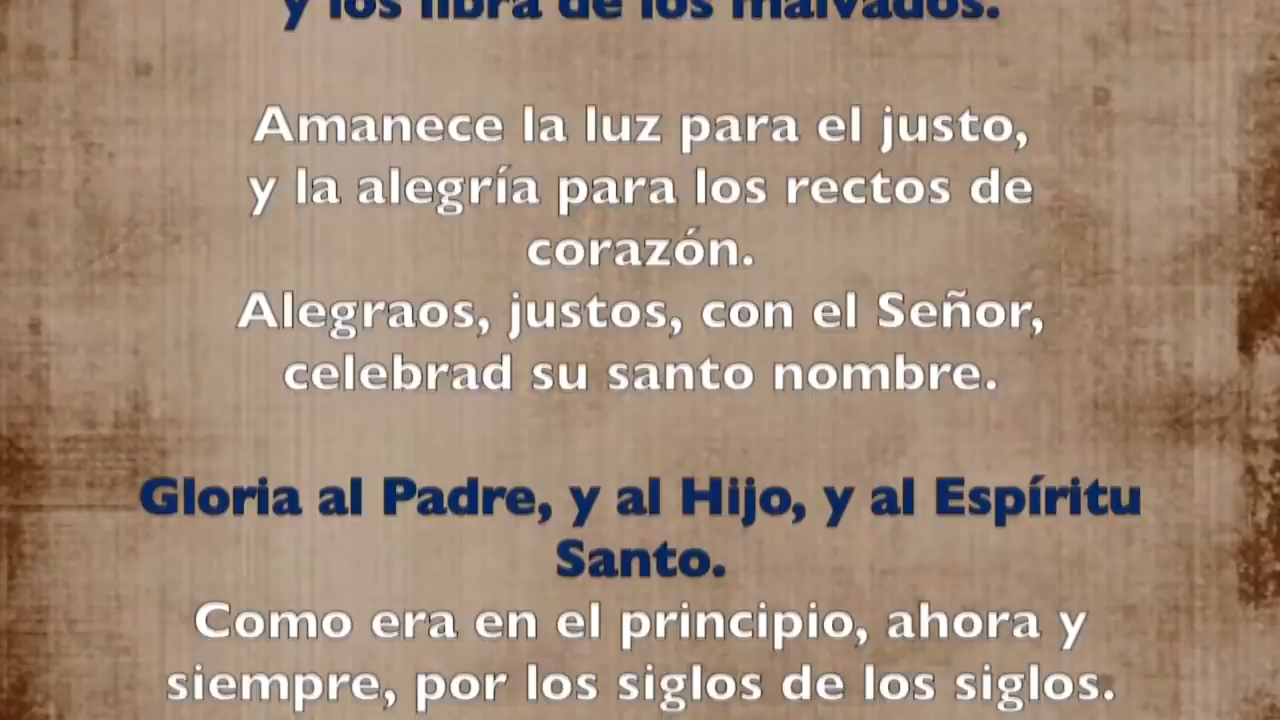 y los libra de los malvados.
Amanece la luz para el justo,
y la alegría para los rectos de
corazón.
Alegraos, justos, con el Señor,
celebrad su santo nombre.
Gloria al Padre, y al Hijo, y al Espíritu
Santo.
Como era en el principio, ahora y
siempre, por los siglos de los siglos.